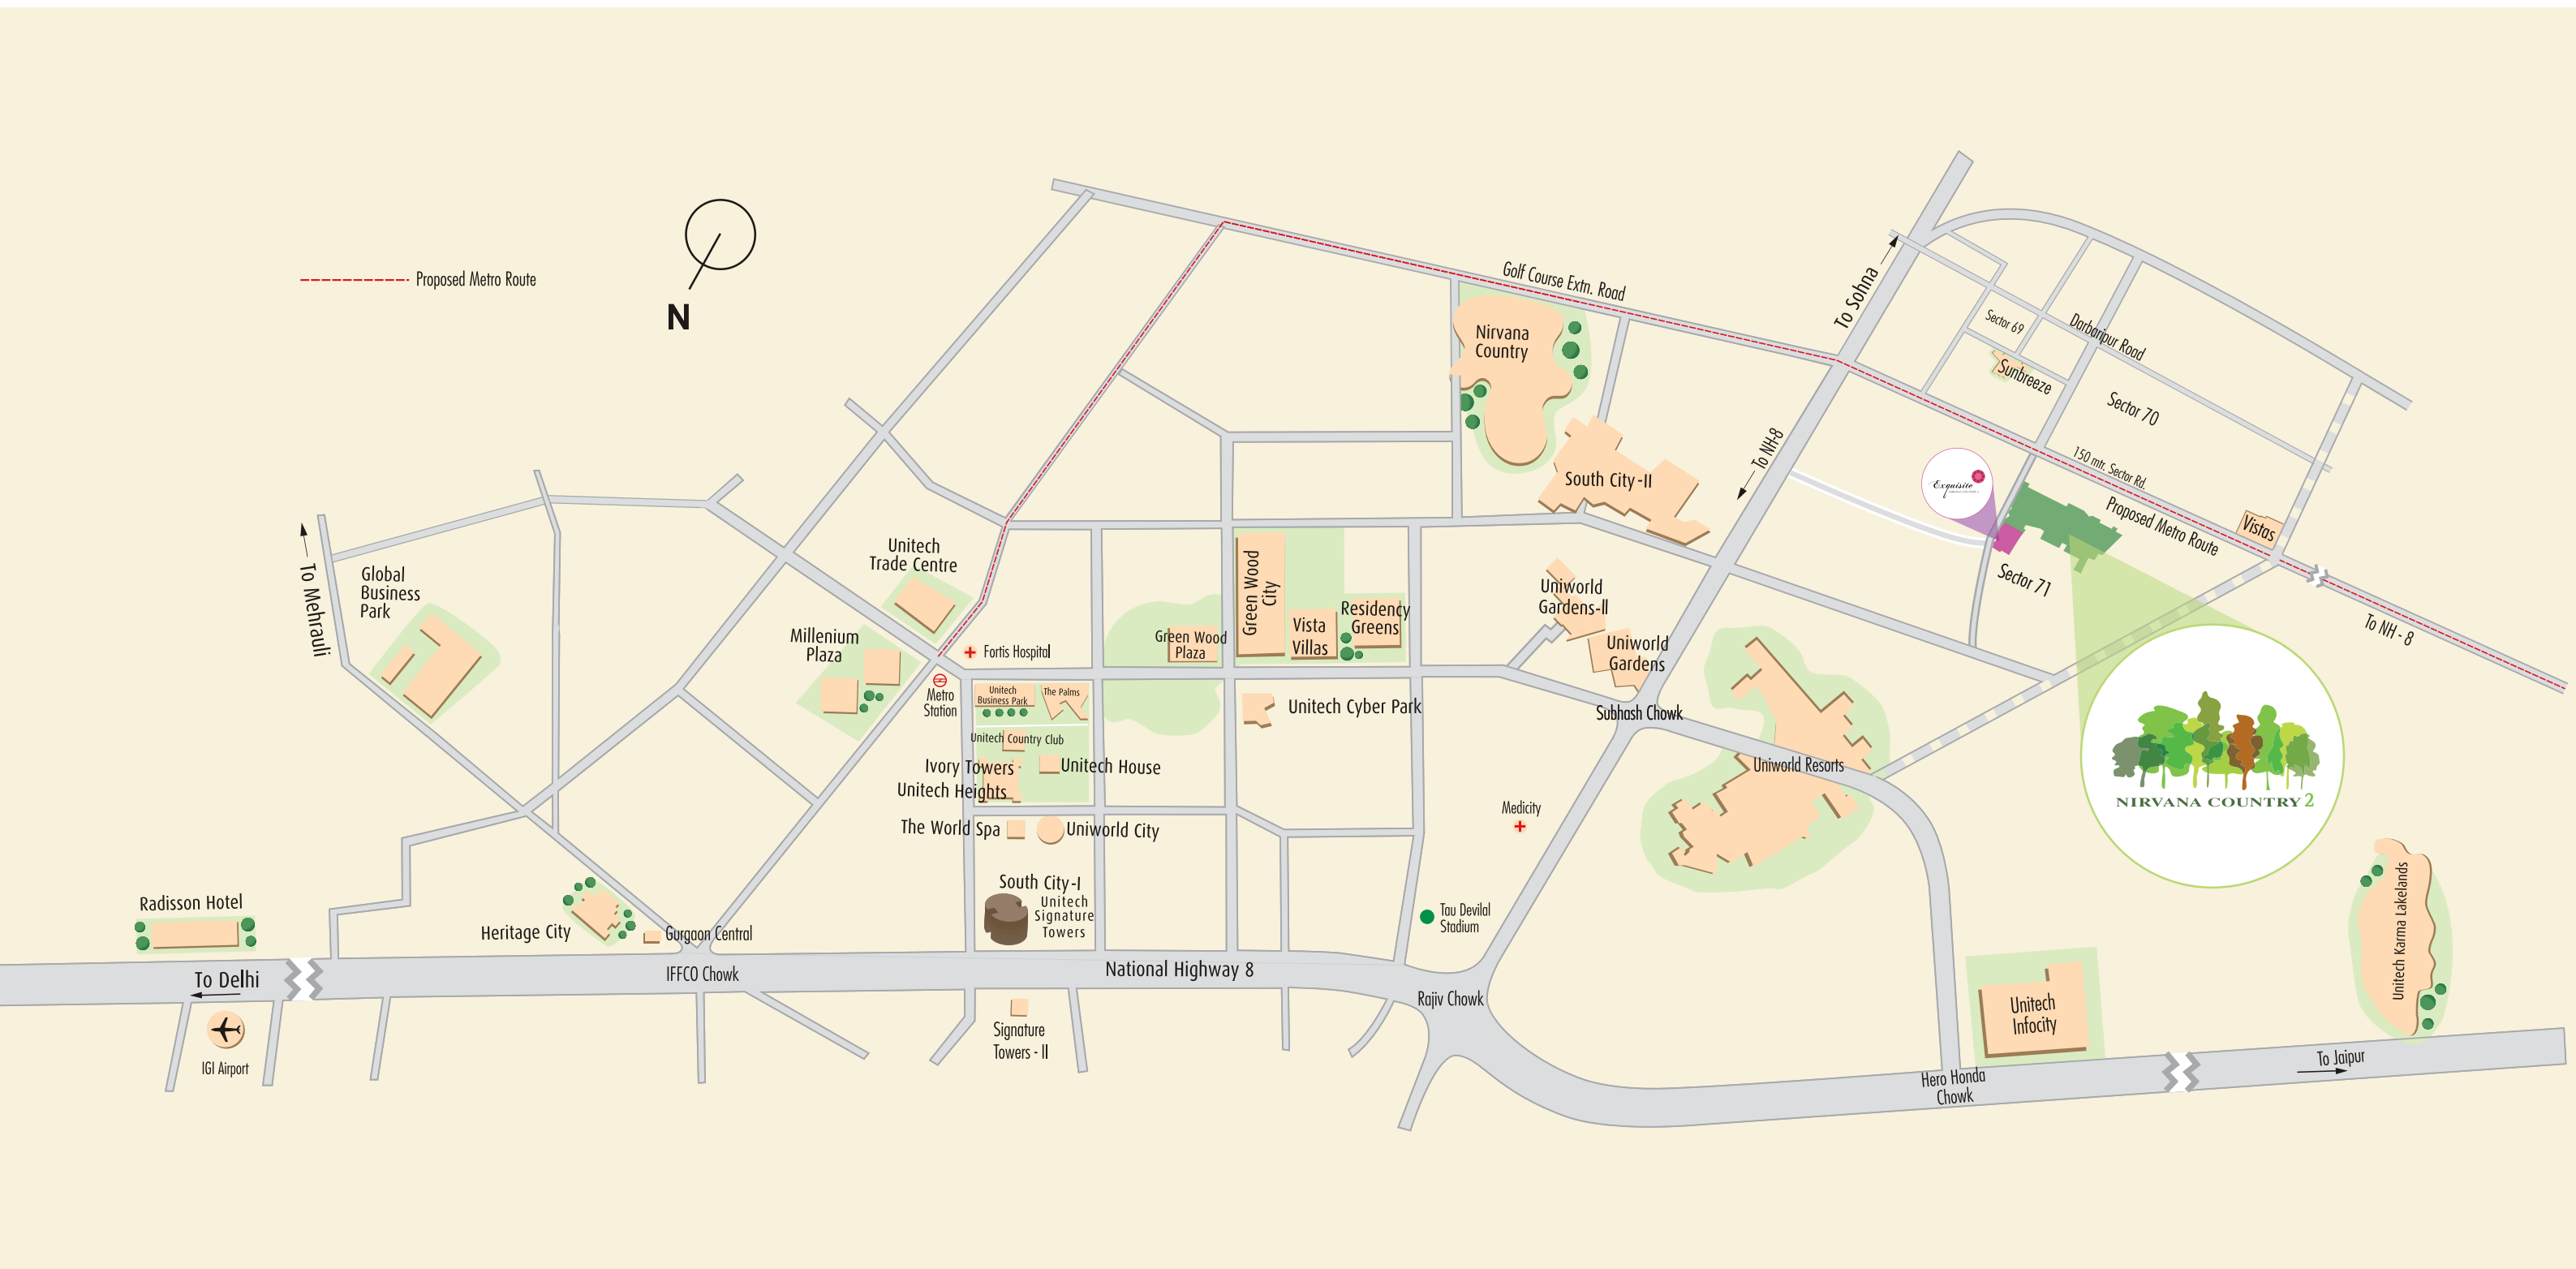 Proposed Metro Route
N
Golf Course Extn. Road
To Sohna
Nirvana
Country
Sector 69
Darbaripur Road
Sunbreeze
Sector 70
To NH-8
South City-II
150 mtr. Sector Rd.
Proposed Metro Route
Exquisite
Vistas
Sector 71
To NH - 8
To Mehrauli
Global
Business
Park
Unitech
Trade Centre
Millenium
Plaza
Fortis Hospital
Metro
Station
Green Wood
Plaza
Green Wood
City
Vista
Villas
Residency
Greens
Uniworld
Gardens-II
Uniworld
Gardens
Unitech
Business Park
The Palms
Unitech Cyber Park
Subhash Chowk
Unitech Country Club
Ivory Towers
Unitech House
Unitech Heights
Uniworld Resorts
NIRVANA COUNTRY 2
The World Spa
Uniworld City
Medicity
South City-I
Unitech
Signature
Towers
Tau Devilal
Stadium
Radisson Hotel
Heritage City
Gurgaon Central
To Delhi
IFFCO Chowk
National Highway 8
Rajiv Chowk
Unitech Karma Lakelands
Unitech
Infocity
IGI Airport
Signature
Towers - II
Hero Honda
Chowk
To Jaipur